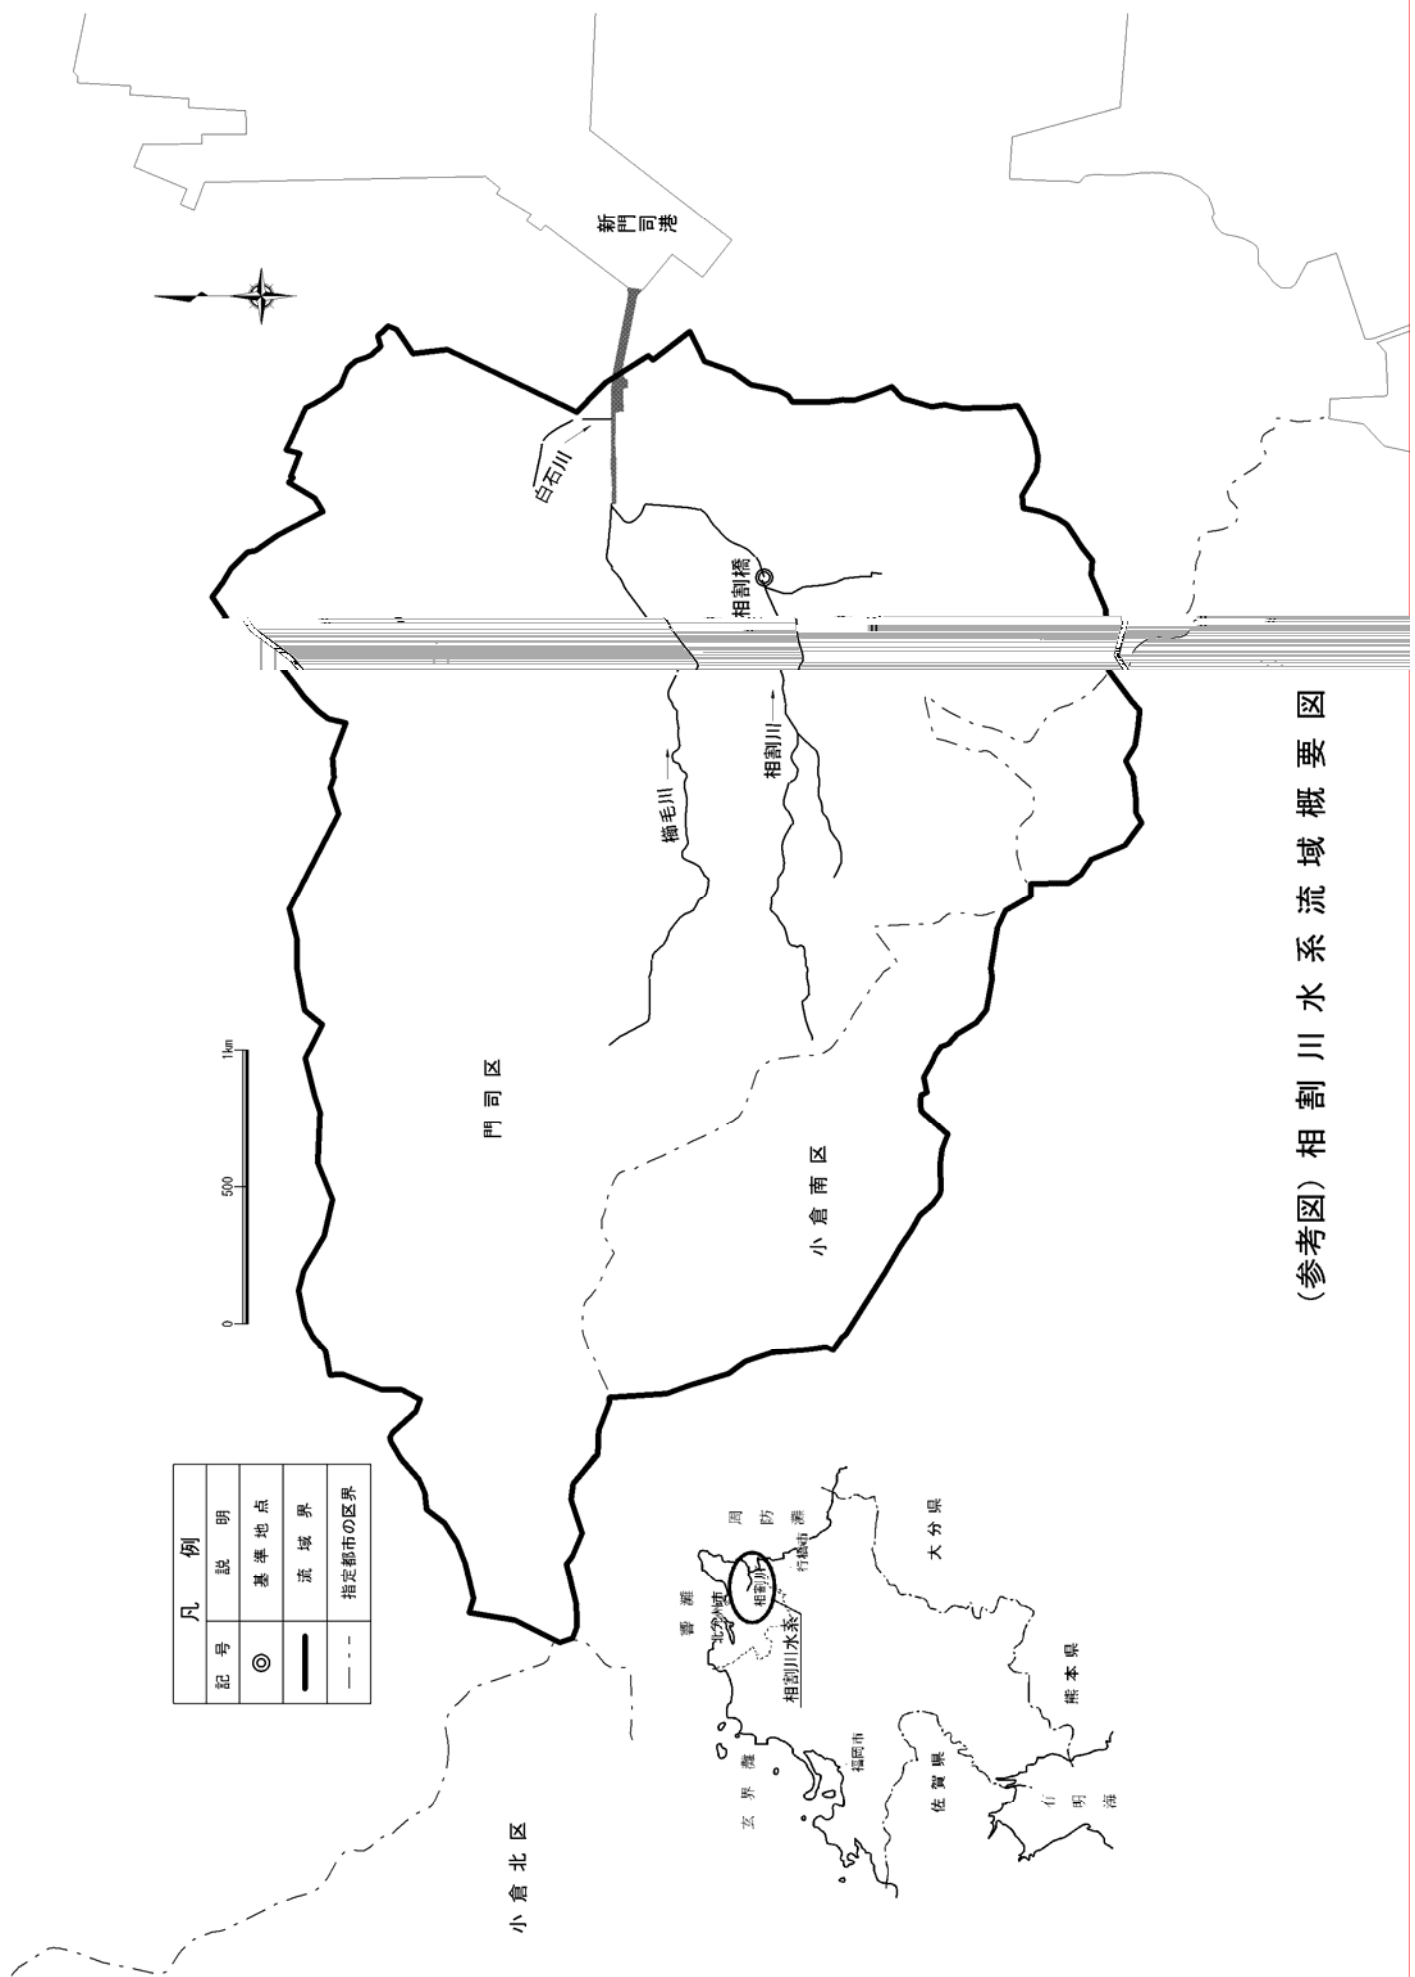 (参考図)相割川水系流域概要図
凡例
記号
説明
基準地点
流域界
指定都市の区界
0
500
1km
新門司港
白石川
相割橋
櫛毛川
相割川
門司区
小倉南区
小倉北区
響灘
周防灘
北九州市
相割川
行橋市
相割川水系
玄界灘
福岡市
大分県
佐賀県
熊本県
有明海